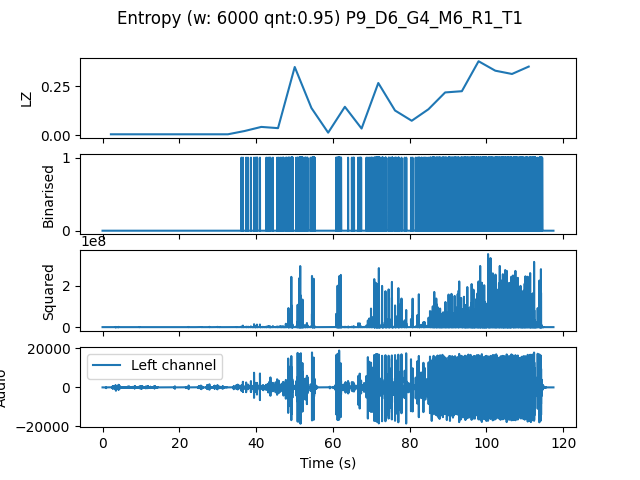 Entropy (w: 6000 qnt:0.95) P9_D6_G4_M6_R1_T1
LZ
0.25
0.00
Binarised
1
0
1e8
Squared
2
0
Audio
20000
0
−20000
Left channel
0 20 40 60 80 100 120
Time (s)